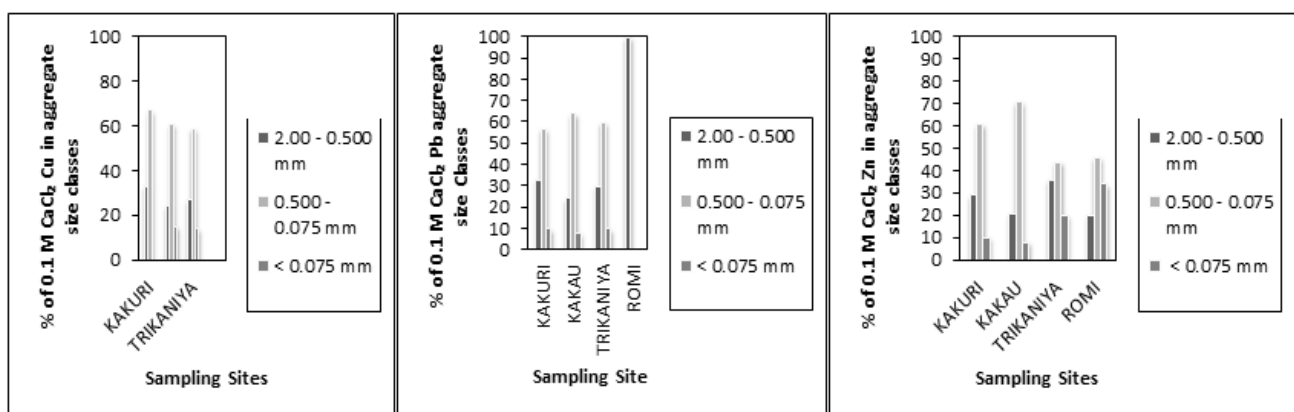 % of 0.1 M CaCl₂ Cu in aggregate
size classes
100
80
60
40
20
0
KAKURI
TRIKANIYA
Sampling Sites
2.00 - 0.500
mm
0.500 -
0.075 mm
< 0.075 mm
% of 0.1 M CaCl₂ Pb aggregate
size Classes
100
90
80
70
60
50
40
30
20
10
0
KAKURI
KAKAU
TRIKANIYA
ROMI
Sampling Site
2.00 - 0.500
mm
0.500 - 0.075
mm
< 0.075 mm
% of 0.1 M CaCl₂ Zn in aggregate
size classes
100
90
80
70
60
50
40
30
20
10
0
KAKURI
KAKAU
TRIKANIYA
ROMI
Sampling Sites
2.00 - 0.500
mm
0.500 - 0.075
mm
< 0.075 mm